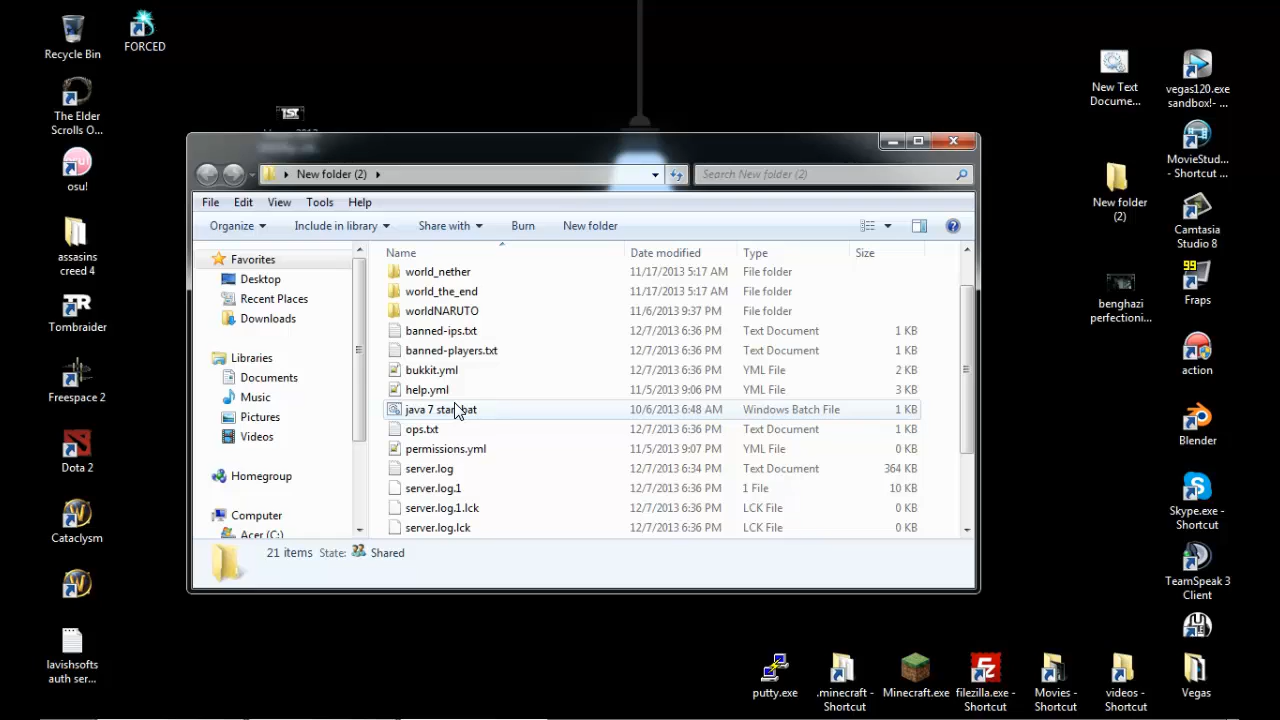 Recycle Bin
FORCED
The Elder
Scrolls O...
osu!
assasins
creed 4
Tombraider
Freespace 2
Dota 2
Cataclysm
lavishsofts
auth ser...
1ST
New folder (2)
Search New folder (2)
File Edit View Tools Help
Organize Include in library Share with Burn New folder
Favorites
Desktop
Recent Places
Downloads
Libraries
Documents
Music
Pictures
Videos
Homegroup
Computer
Acer (C:)
Name Date modified Type Size
world_nether 11/17/2013 5:17 AM File folder
world_the_end 11/17/2013 5:17 AM File folder
worldNARUTO 11/6/2013 9:37 PM File folder
banned-ips.txt 12/7/2013 6:36 PM Text Document 1 KB
banned-players.txt 12/7/2013 6:36 PM Text Document 1 KB
bukkit.yml 12/7/2013 6:36 PM YML File 2 KB
help.yml 11/5/2013 9:06 PM YML File 3 KB
java 7 10/6/2013 6:48 AM Windows Batch File 1 KB
ops.txt 12/7/2013 6:36 PM Text Document 1 KB
permissions.yml 11/5/2013 9:07 PM YML File 0 KB
server.log 12/7/2013 6:34 PM Text Document 364 KB
server.log.1 12/7/2013 6:36 PM 1 File 10 KB
server.log.1.lck 12/7/2013 6:36 PM LCK File 0 KB
server.log.lck 12/7/2013 6:36 PM LCK File 0 KB
21 items State: Shared
New Text
Docume...
New folder
(2)
benghazi
perfectioni...
vegas120.exe
sandbox!- ...
MovieStud...
- Shortcut ...
Camtasia
Studio 8
99
Fraps
action
Blender
Skype.exe -
Shortcut
TeamSpeak 3
Client
putty.exe
.minecraft -
Shortcut
Minecraft.exe
filezilla.exe -
Shortcut
Movies -
Shortcut
videos -
Shortcut
Vegas